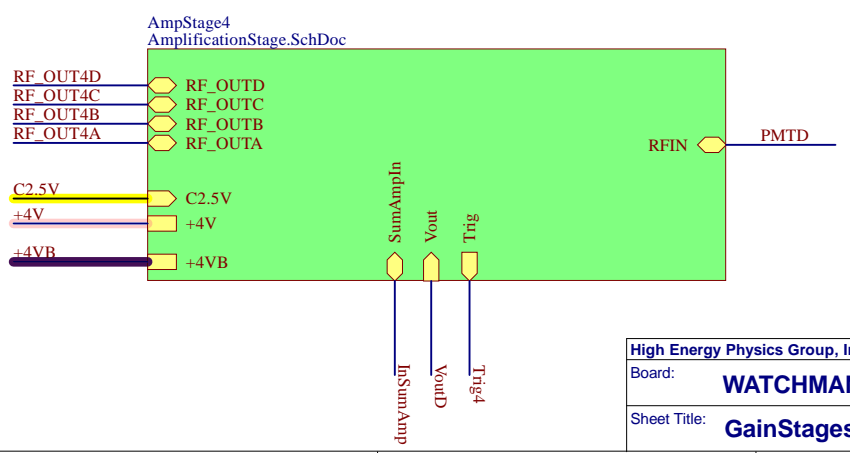 AmpStage4
AmplificationStage.SchDoc
RF_OUT4D
RF_OUTD
RF_OUT4C
RF_OUTC
RF_OUT4B
RF_OUTB
RF_OUT4A
RF_OUTA
RFIN
PMTD
C2.5V
C2.5V
+4V
+4V
+4VB
+4VB
SumAmpIn
Vout
Trig
InSumAmp
VoutD
Trig4
High Energy Physics Group,
Board:
WATCHMA
Sheet Title:
GainStages